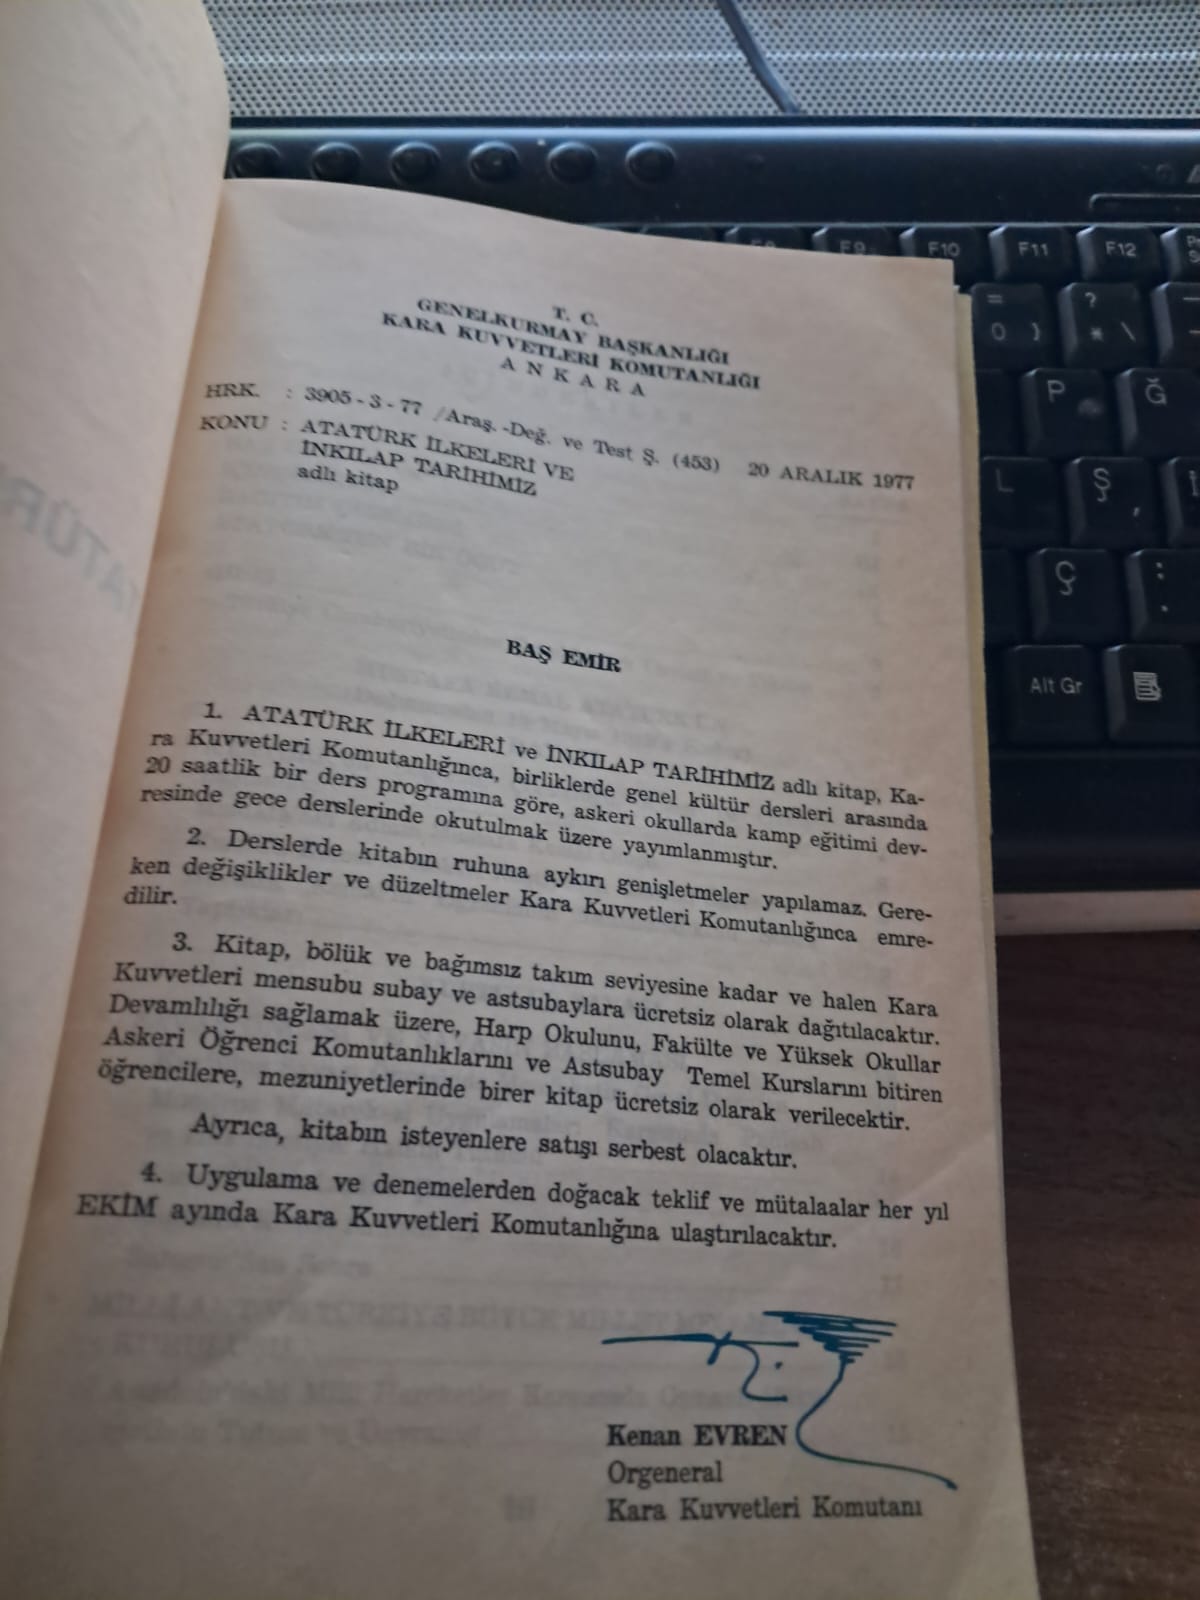 T. C.
GENELKURMAY BAŞKANLIĞI
KARA KUVVETLERİ KOMUTANLIĞI
ANKARA
HRK. : 3905 - 3 - 77 /Araş. -Değ. ve Test Ş. (453) 20 ARALIK 1977
KONU : ATATÜRK İLKELERİ VE
İNKILAP TARİHİMİZ
adlı kitap
BAŞ EMİR
1. ATATÜRK İLKELERİ ve İNKILAP TARİHİMİZ adlı kitap, Ka-
ra Kuvvetleri Komutanlığınca, birliklerde genel kültür dersleri arasında
20 saatlik bir ders programına göre, askeri okullarda kamp eğitimi dev-
resinde gece derslerinde okutulmak üzere yayımlanmıştır.
2. Derslerde kitabın ruhuna aykırı genişletmeler yapılamaz. Gere-
ken değişiklikler ve düzeltmeler Kara Kuvvetleri Komutanlığınca emre-
dilir.
3. Kitap, bölük ve bağımsız takım seviyesine kadar ve halen Kara
Kuvvetleri mensubu subay ve astsubaylara ücretsiz olarak dağıtılacaktır.
Devamlılığı sağlamak üzere, Harp Okulunu, Fakülte ve Yüksek Okullar
Askeri Öğrenci Komutanlıklarını ve Astsubay Temel Kurslarını bitiren
öğrencilere, mezuniyetlerinde birer kitap ücretsiz olarak verilecektir.
Ayrıca, kitabın isteyenlere satışı serbest olacaktır.
4. Uygulama ve denemelerden doğacak teklif ve mütalaalar her yıl
EKİM ayında Kara Kuvvetleri Komutanlığına ulaştırılacaktır.
Kenan EVREN
Orgeneral
Kara Kuvvetleri Komutanı
F9
F10
F11
F12
= 0 }
? * \
P
Ğ
L
Ş ,
İ
Ç
: .
Alt Gr